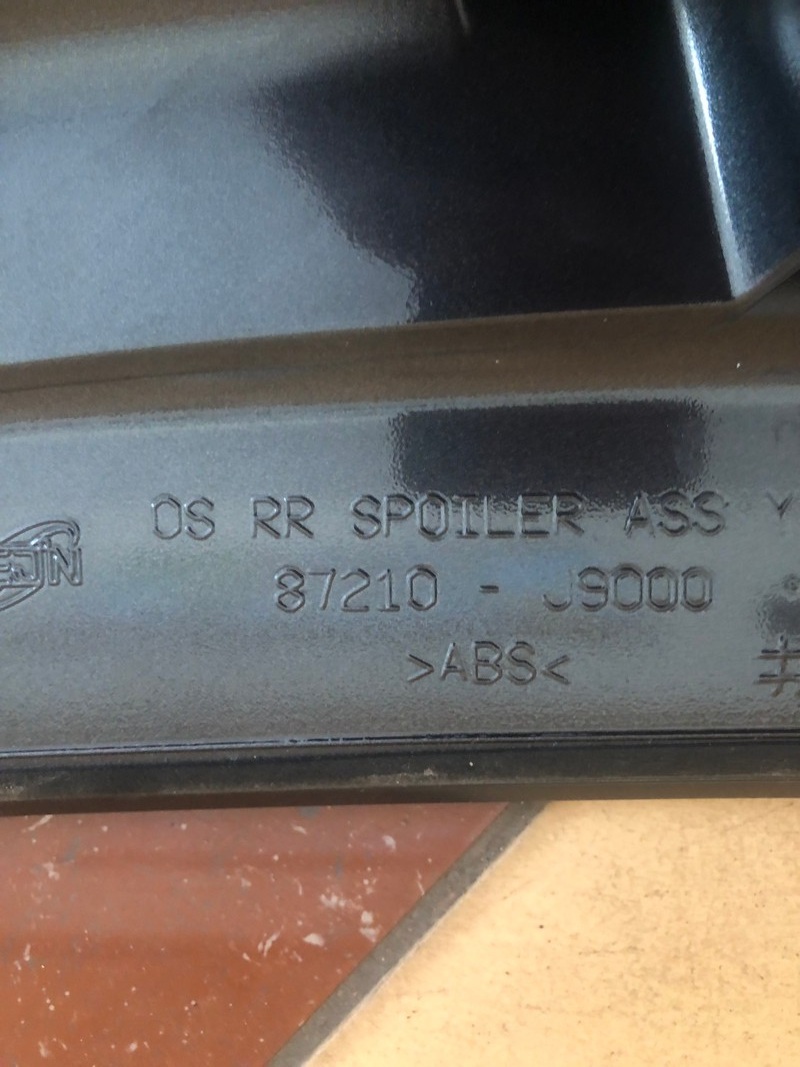 OS RR SPOILER ASS'Y
87210 - J9000
>ABS<
#